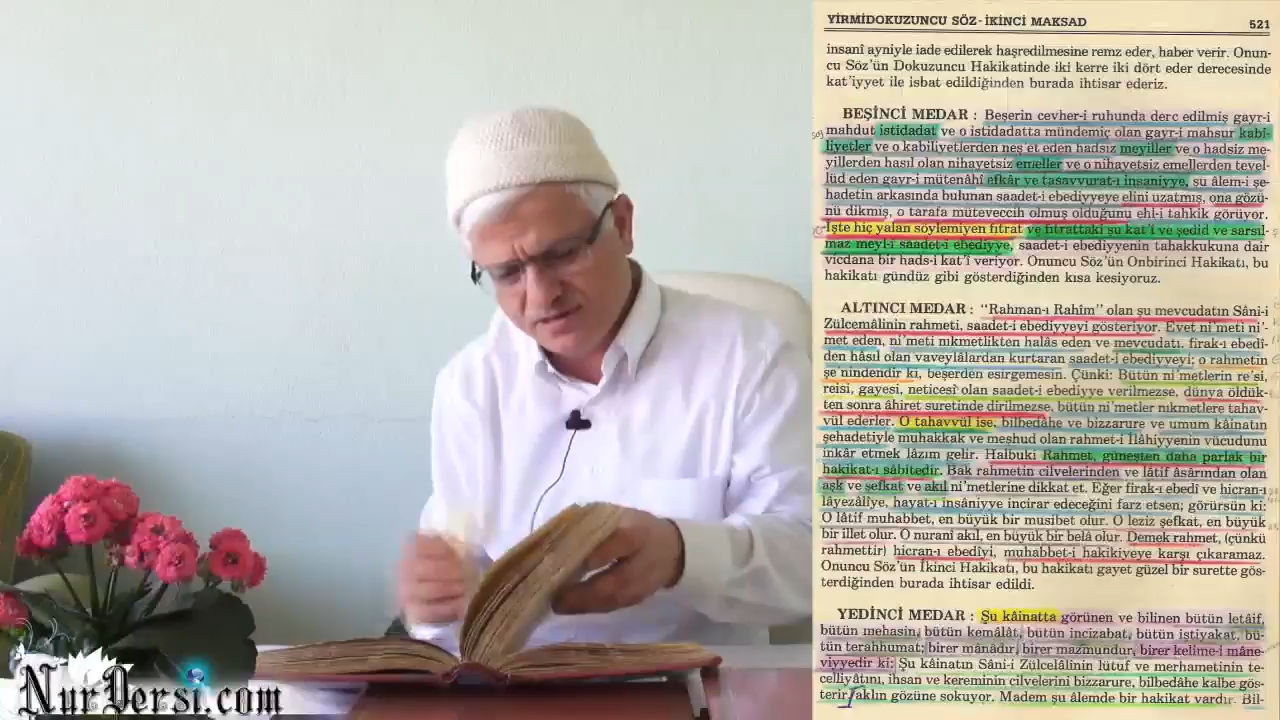 YİRMİDOKUZUNCU SÖZ - İKİNCİ MAKSAD 521
insanî ayniyle iade edilerek haşredilmesine remz eder, haber verir. Onun-
cu Söz'ün Dokuzuncu Hakikatinde iki kerre iki dört eder derecesinde
kat'iyyet ile isbat edildiğinden burada ihtisar ederiz.
BEŞİNCİ MEDAR : Beşerin cevher-i ruhunda derc edilmiş gayr-i
mahdut istidadat ve o istidadatta mündemiç olan gayr-i mahsur kabi-
liyetler ve o kabiliyetlerden neş'et eden hadsiz meyiller ve o hadsiz me-
yillerden hasıl olan nihayetsiz emeller ve o nihayetsiz emellerden tevel-
lüd eden gayr-i mütenâhî efkâr ve tasavvurat-ı insaniyye, şu âlem-i şe-
hadetin arkasında bulunan saadet-i ebediyyeye elini uzatmış, ona gözü-
nü dikmiş, o tarafa müteveccih olmuş olduğunu ehl-i tahkik görüyor.
İşte hiç yalan söylemiyen fıtrat ve fıtrattaki şu kat'î ve şedid ve sarsıl-
maz meyl-i saadet-i ebediyye, saadet-i ebediyyenin tahakkukuna dair
vicdana bir hads-i kat'î veriyor. Onuncu Söz'ün Onbirinci Hakikatı, bu
hakikatı gündüz gibi gösterdiğinden kısa kesiyoruz.
ALTINCI MEDAR : "Rahman-ı Rahîm" olan şu mevcudatın Sâni-i
Zülcemâlinin rahmeti, saadet-i ebediyyeyi gösteriyor. Evet ni'meti ni'-
met eden, ni'meti nıkmetlikten halâs eden ve mevcudatı, firak-ı ebedî-
den hâsıl olan vaveylâlardan kurtaran saadet-i ebediyyeyi; o rahmetin
şe'nindendir ki, beşerden esirgemesin. Çünki: Bütün ni'metlerin re'si,
reisi, gayesi, neticesi olan saadet-i ebediye verilmezse, dünya öldük-
ten sonra âhiret suretinde dirilmezse, bütün ni'metler nıkmetlere tahav-
vül ederler. O tahavvül ise, bilbedâhe ve bizzarure ve umum kâinatın
şehadetiyle muhakkak ve meşhud olan rahmet-i İlâhiyyenin vücudunu
inkâr etmek lâzım gelir. Halbuki Rahmet, güneşten daha parlak bir
hakikat-ı sâbitedir. Bak rahmetin cilvelerinden ve lâtif âsârından olan
aşk ve şefkat ve akıl ni'metlerine dikkat et. Eğer firak-ı ebedî ve hicran-ı
lâyezalîye, hayat-ı insâniyye incirar edeceğini farz etsen; görürsün ki:
O lâtif muhabbet, en büyük bir musibet olur. O leziz şefkat, en büyük
bir illet olur. O nuranî akıl, en büyük bir belâ olur. Demek rahmet, (çünkü
rahmettir) hicran-ı ebedîyi, muhabbet-i hakikiyeye karşı çıkaramaz.
Onuncu Söz'ün İkinci Hakikatı, bu hakikatı gayet güzel bir surette gös-
terdiğinden burada ihtisar edildi.
YEDİNCİ MEDAR : Şu kâinatta görünen ve bilinen bütün letâif,
bütün mehasin, bütün kemâlât, bütün incizabat, bütün iştiyakat, bü-
tün terahhumat; birer mânâdır, birer mazmundur, birer kelime-i mâne-
viyyedir ki: Şu kâinatın Sâni-i Zülcelâlinin lütuf ve merhametinin te-
celliyâtını, ihsan ve kereminin cilvelerini bizzarure, bilbedâhe kalbe gös-
terir, aklın gözüne sokuyor. Madem şu âlemde bir hakikat vardır. Bil-
NurDersi.com